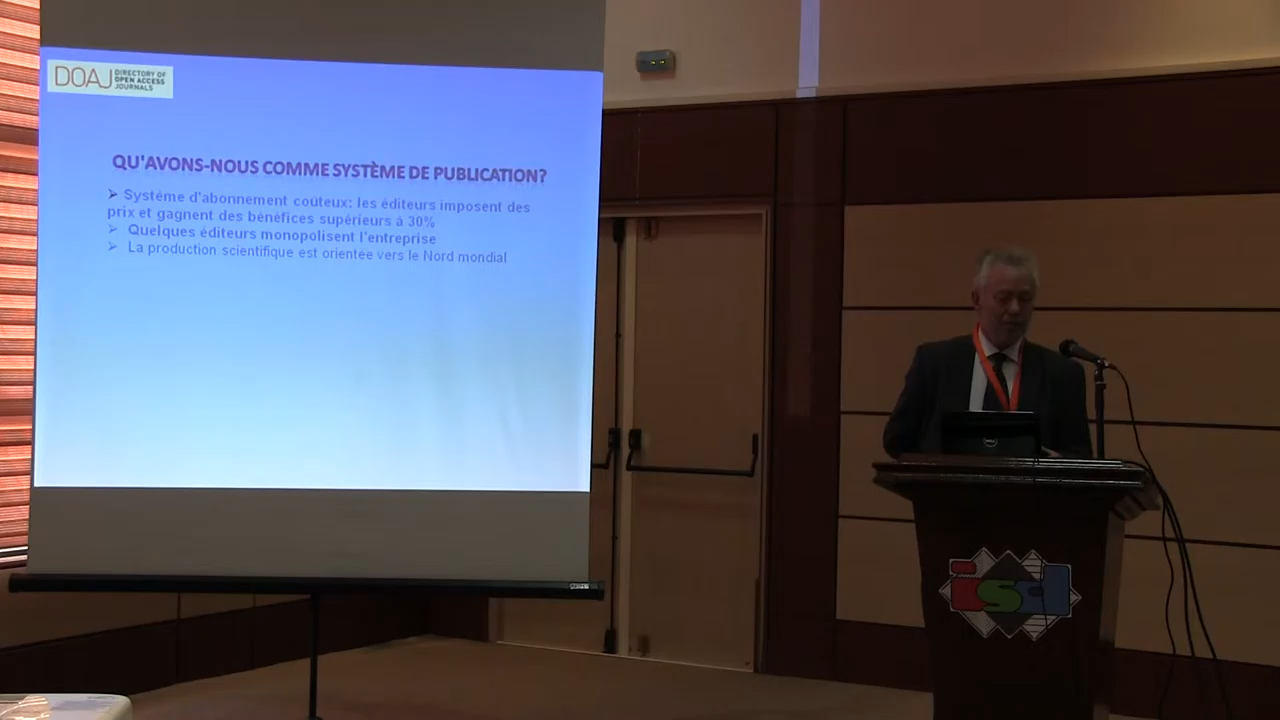 DOAJ DIRECTORY OF
OPEN ACCESS
JOURNALS
QU'AVONS-NOUS COMME SYSTÈME DE PUBLICATION?
➢ Système d'abonnement coûteux: les éditeurs imposent des
prix et gagnent des bénéfices supérieurs à 30%
➢ Quelques éditeurs monopolisent l'entreprise
➢ La production scientifique est orientée vers le Nord mondial
DELL
isd